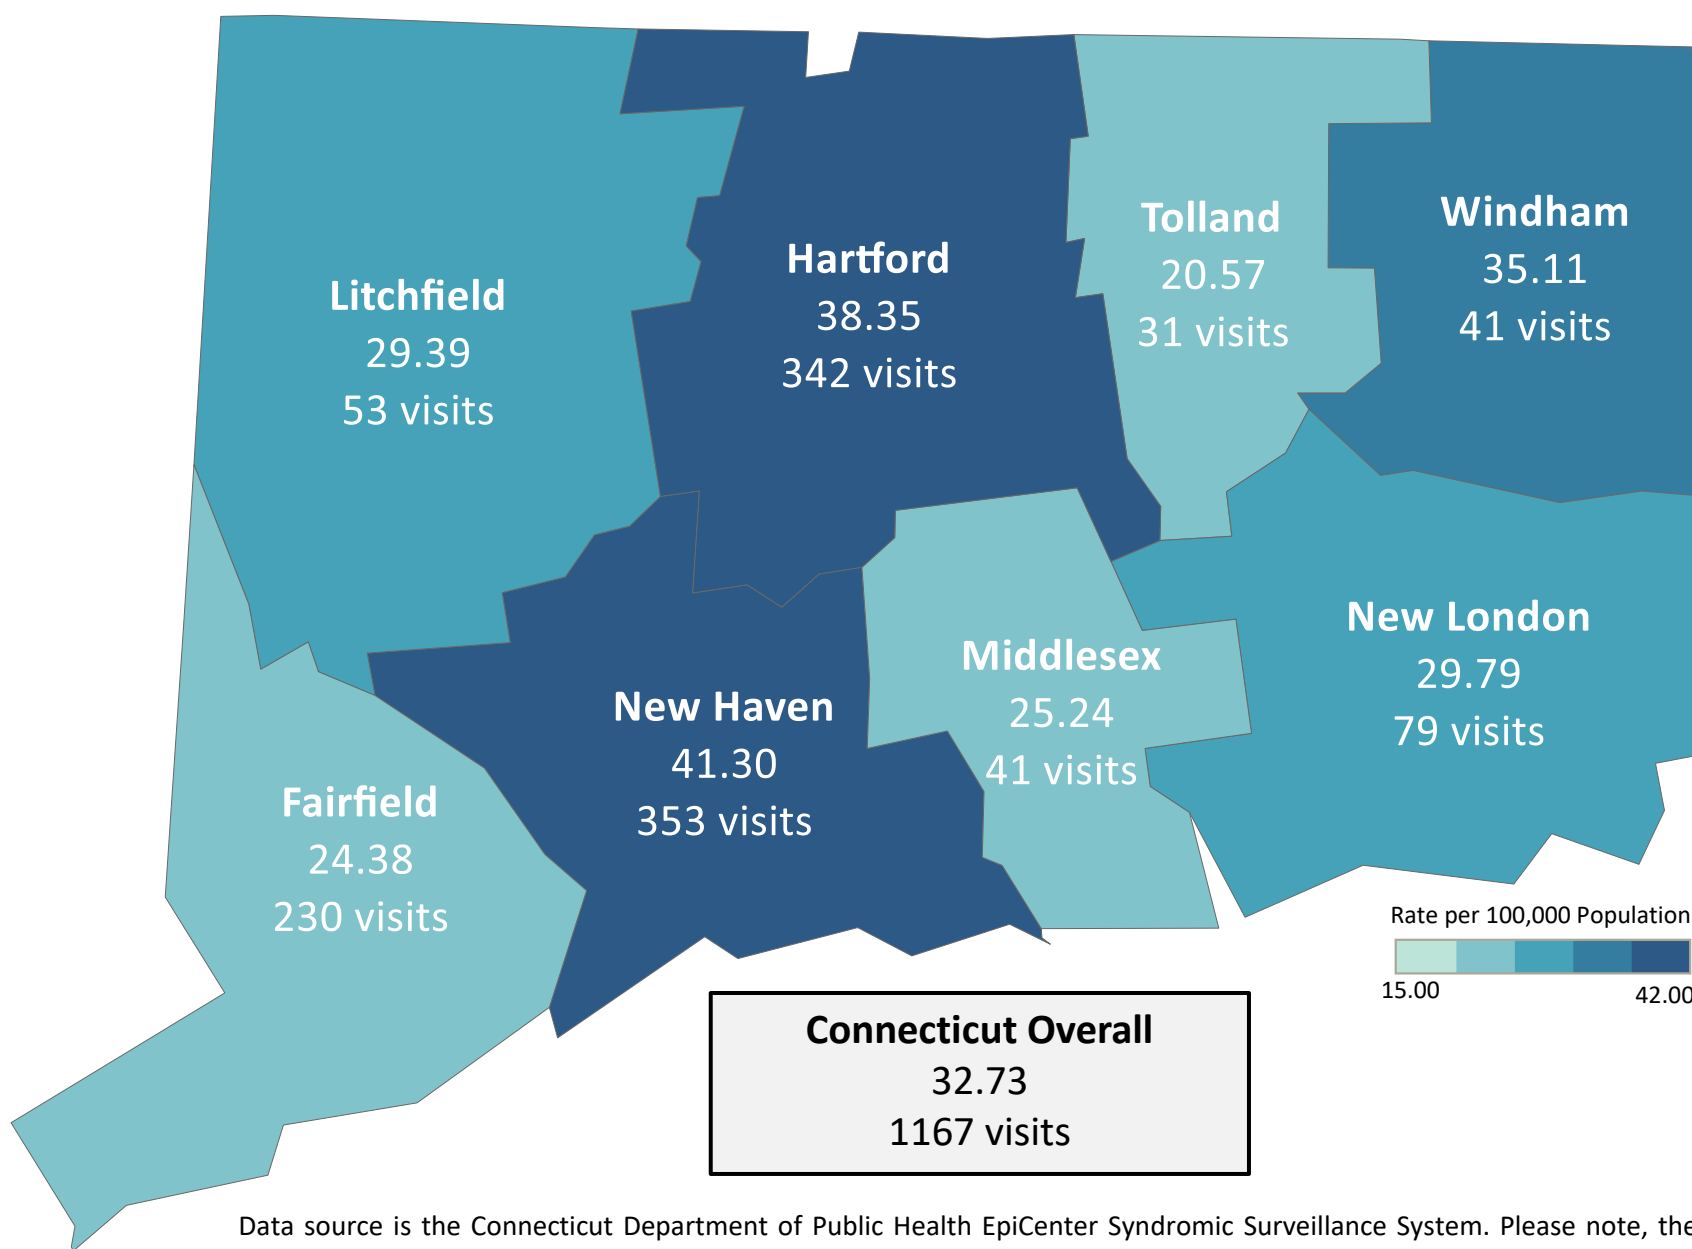 Litchfield
29.39
53 visits
Hartford
38.35
342 visits
Tolland
20.57
31 visits
Windham
35.11
41 visits
Fairfield
24.38
230 visits
New Haven
41.30
353 visits
Middlesex
25.24
41 visits
New London
29.79
79 visits
Rate per 100,000 Population
15.00
42.00
Connecticut Overall
32.73
1167 visits
Data source is the Connecticut Department of Public Health EpiCenter Syndromic Surveillance System. Please note, the